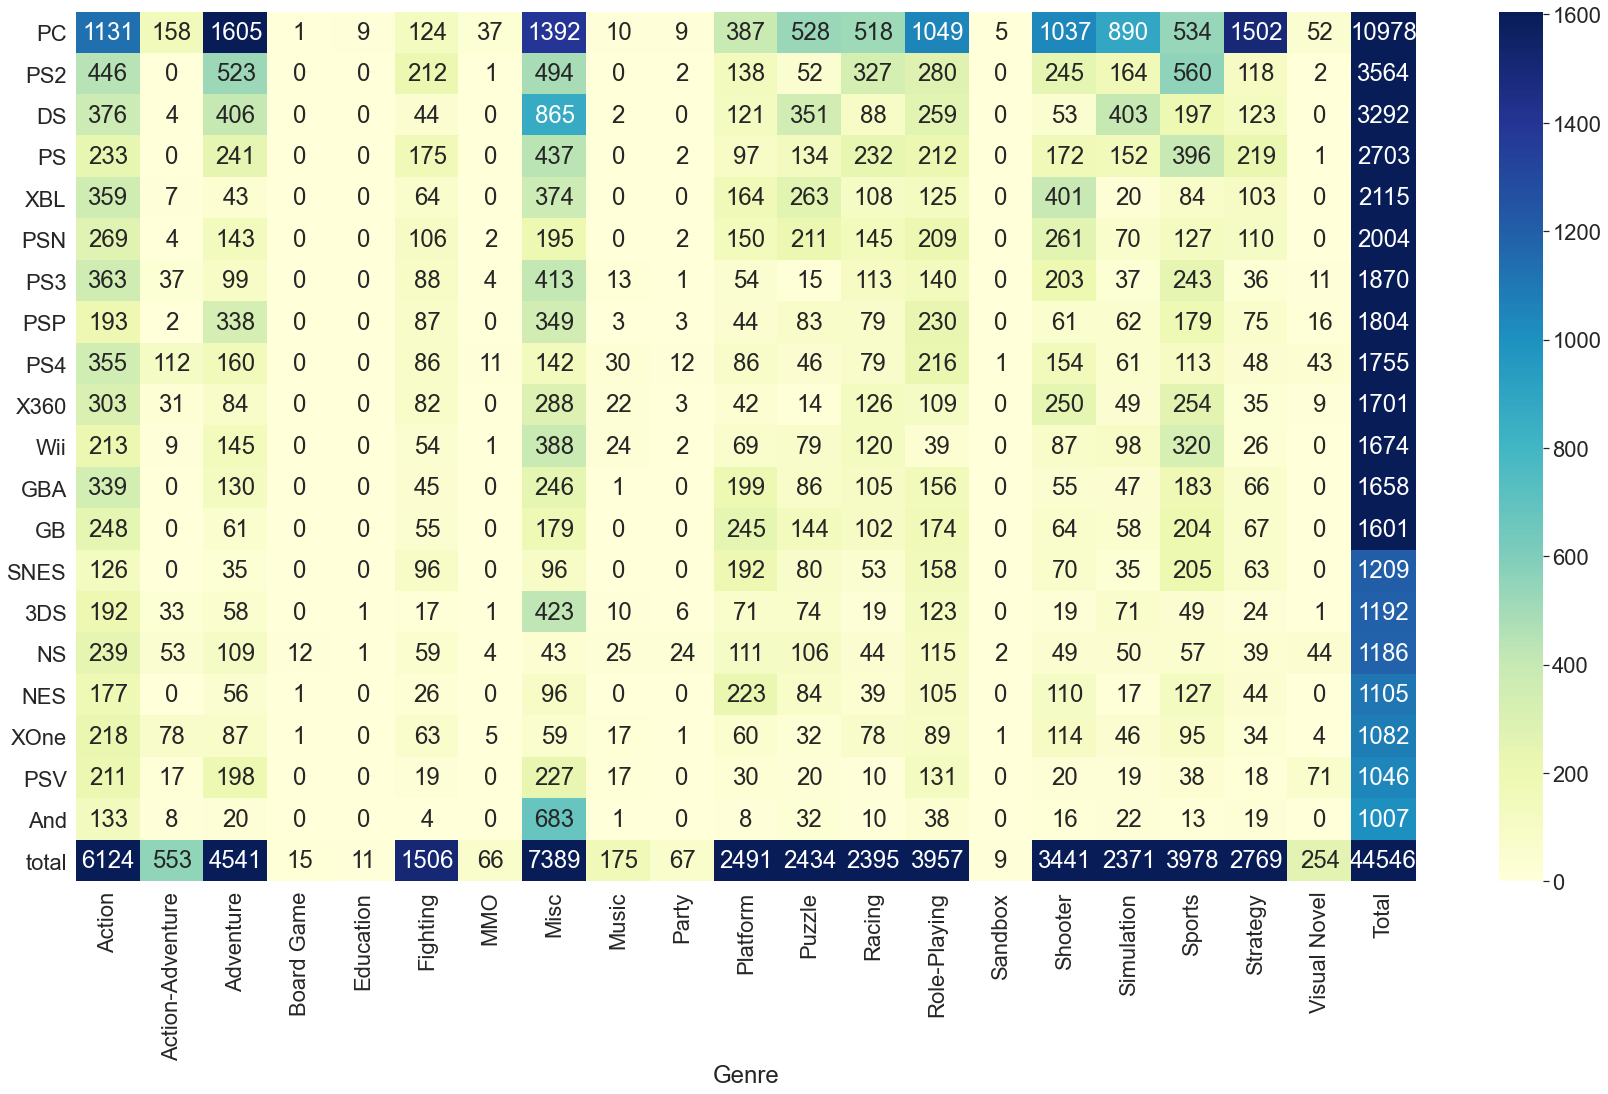 PC 1131 158 1605 1 9 124 37 1392 10 9 387 528 518 1049 5 1037 890 534 1502 52 10978
PS2 446 0 523 0 0 212 1 494 0 2 138 52 327 280 0 245 164 560 118 2 3564
DS 376 4 406 0 0 44 0 865 2 0 121 351 88 259 0 53 403 197 123 0 3292
PS 233 0 241 0 0 175 0 437 0 2 97 134 232 212 0 172 152 396 219 1 2703
XBL 359 7 43 0 0 64 0 374 0 0 164 263 108 125 0 401 20 84 103 0 2115
PSN 269 4 143 0 0 106 2 195 0 2 150 211 145 209 0 261 70 127 110 0 2004
PS3 363 37 99 0 0 88 4 413 13 1 54 15 113 140 0 203 37 243 36 11 1870
PSP 193 2 338 0 0 87 0 349 3 3 44 83 79 230 0 61 62 179 75 16 1804
PS4 355 112 160 0 0 86 11 142 30 12 86 46 79 216 1 154 61 113 48 43 1755
X360 303 31 84 0 0 82 0 288 22 3 42 14 126 109 0 250 49 254 35 9 1701
Wii 213 9 145 0 0 54 1 388 24 2 69 79 120 39 0 87 98 320 26 0 1674
GBA 339 0 130 0 0 45 0 246 1 0 199 86 105 156 0 55 47 183 66 0 1658
GB 248 0 61 0 0 55 0 179 0 0 245 144 102 174 0 64 58 204 67 0 1601
SNES 126 0 35 0 0 96 0 96 0 0 192 80 53 158 0 70 35 205 63 0 1209
3DS 192 33 58 0 1 17 1 423 10 6 71 74 19 123 0 19 71 49 24 1 1192
NS 239 53 109 12 1 59 4 43 25 24 111 106 44 115 2 49 50 57 39 44 1186
NES 177 0 56 1 0 26 0 96 0 0 223 84 39 105 0 110 17 127 44 0 1105
XOne 218 78 87 1 0 63 5 59 17 1 60 32 78 89 1 114 46 95 34 4 1082
PSV 211 17 198 0 0 19 0 227 17 0 30 20 10 131 0 20 19 38 18 71 1046
And 133 8 20 0 0 4 0 683 1 0 8 32 10 38 0 16 22 13 19 0 1007
total 6124 553 4541 15 11 1506 66 7389 175 67 2491 2434 2395 3957 9 3441 2371 3978 2769 254 44546
Action
Action-Adventure
Adventure
Board Game
Education
Fighting
MMO
Misc
Music
Party
Platform
Puzzle
Racing
Role-Playing
Sandbox
Shooter
Simulation
Sports
Strategy
Visual Novel
Total
Genre
1600
1400
1200
1000
800
600
400
200
0